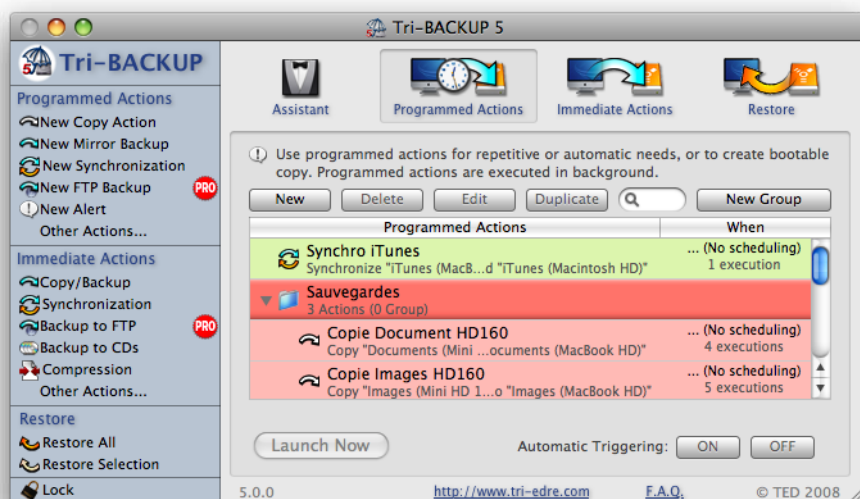 Tri-BACKUP 5
5 Tri-BACKUP
Programmed Actions
New Copy Action
New Mirror Backup
New Synchronization
New FTP Backup PRO
New Alert
Other Actions...
Immediate Actions
Copy/Backup
Synchronization
Backup to FTP PRO
Backup to CDs
Compression
Other Actions...
Restore
Restore All
Restore Selection
Lock
Assistant Programmed Actions Immediate Actions Restore
Use programmed actions for repetitive or automatic needs, or to create bootable
copy. Programmed actions are executed in background.
New Delete Edit Duplicate New Group
Programmed Actions When
Synchro iTunes ... (No scheduling)
Synchronize "iTunes (MacB...d "iTunes (Macintosh HD)" 1 execution
Sauvegardes
3 Actions (0 Group)
Copie Document HD160 ... (No scheduling)
Copy "Documents (Mini ...ocuments (MacBook HD)" 4 executions
Copie Images HD160 ... (No scheduling)
Copy "Images (Mini HD 1...o "Images (MacBook HD)" 5 executions
Launch Now Automatic Triggering: ON OFF
5.0.0 http://www.tri-edre.com F.A.Q. © TED 2008